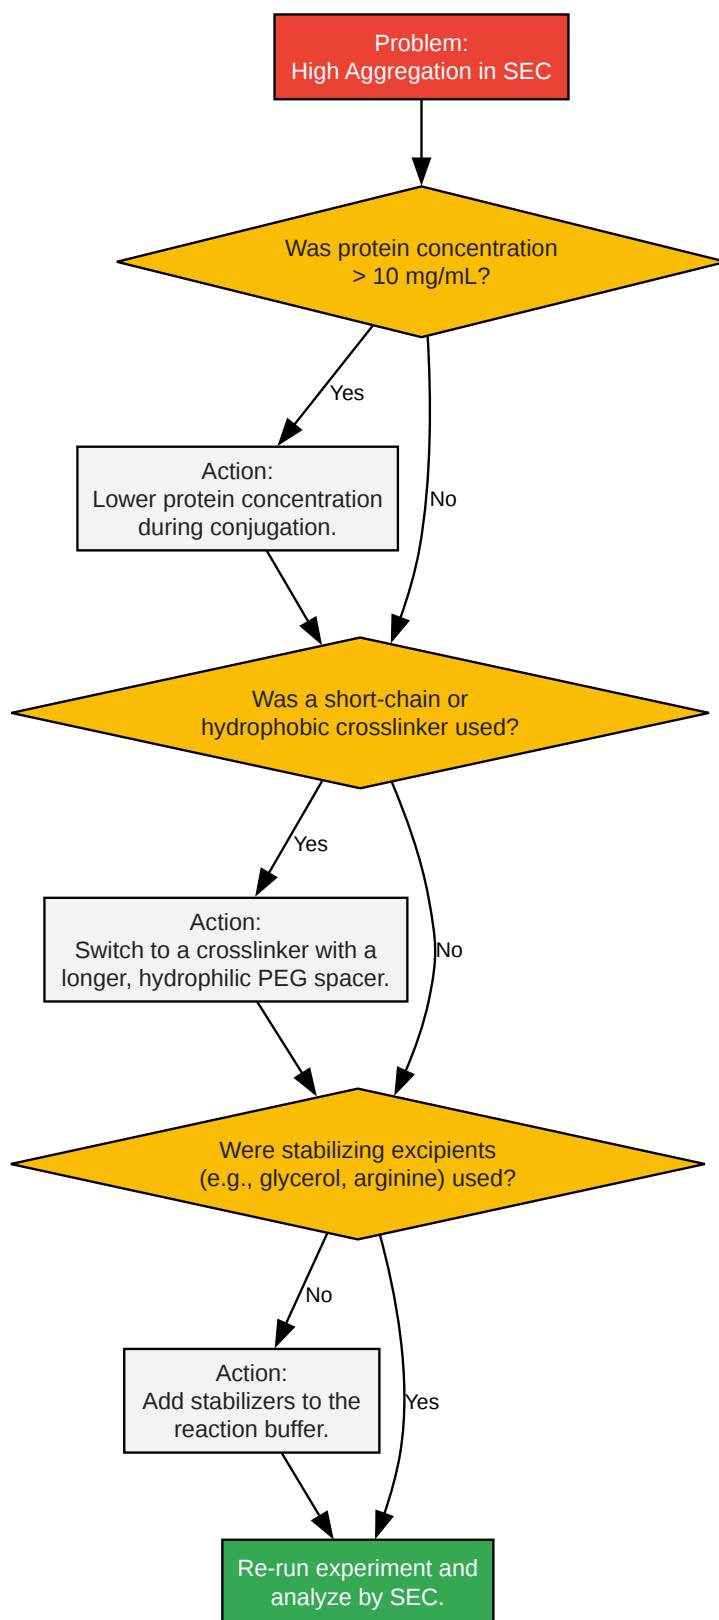 Problem:
High Aggregation in SEC
Was protein concentration
> 10 mg/mL?
Yes
No
Action:
Lower protein concentration
during conjugation.
Was a short-chain or
hydrophobic crosslinker used?
Yes
No
Action:
Switch to a crosslinker with a
longer, hydrophilic PEG spacer.
Were stabilizing excipients
(e.g., glycerol, arginine) used?
No
Yes
Action:
Add stabilizers to the
reaction buffer.
Re-run experiment and
analyze by SEC.